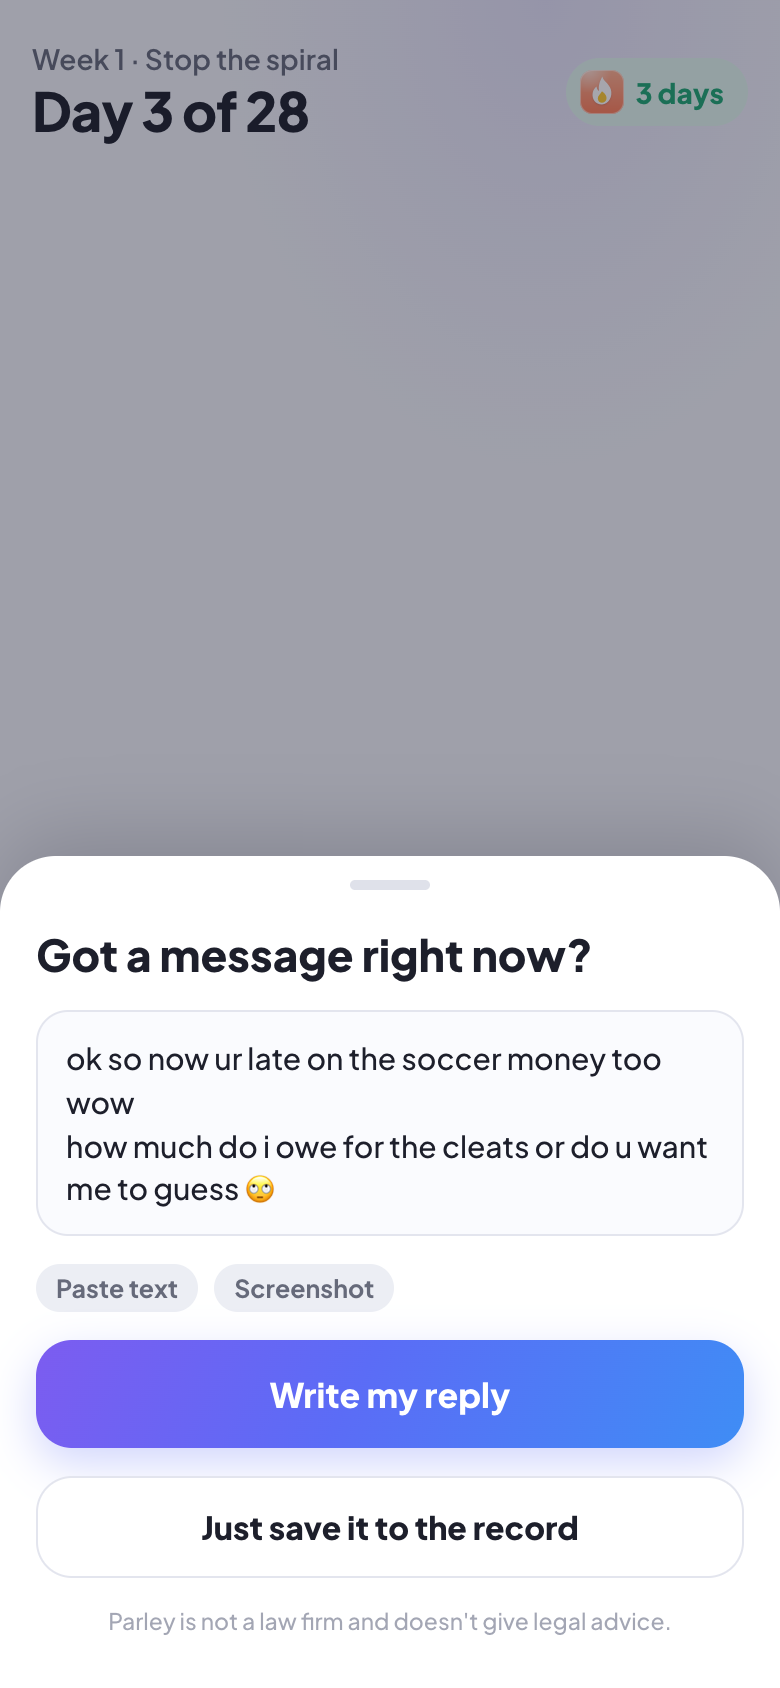 Week 1 · Stop the spiral
Day 3 of 28
3 days
Got a message right now?
ok so now ur late on the soccer money too
wow
how much do i owe for the cleats or do u want
me to guess 🙄
Paste text
Screenshot
Write my reply
Just save it to the record
Parley is not a law firm and doesn't give legal advice.